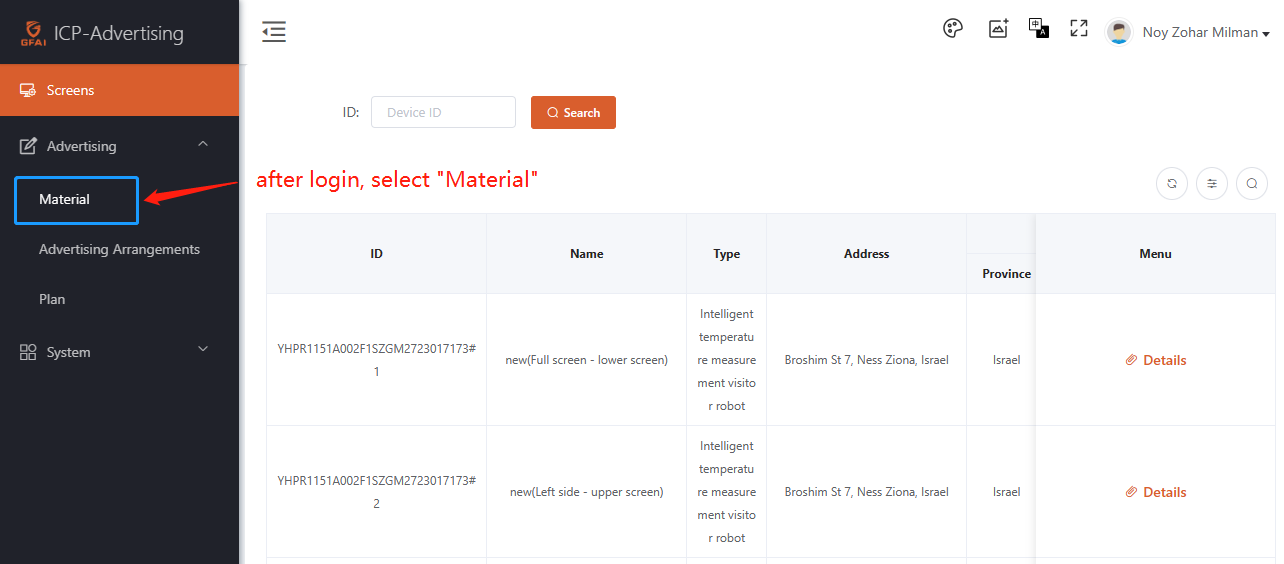 GFAI ICP-Advertising
Noy Zohar Milman
中 A
Screens
ID: Device ID Search
Advertising
after login, select "Material"
Material
Advertising Arrangements
Plan
System
ID Name Type Address Province Menu
YHPR1151A002F1SZGM2723017173#
1
new(Full screen - lower screen)
Intelligent
temperatu
re measure
ment visito
r robot
Broshim St 7, Ness Ziona, Israel
Israel
Details
YHPR1151A002F1SZGM2723017173#
2
new(Left side - upper screen)
Intelligent
temperatu
re measure
ment visito
r robot
Broshim St 7, Ness Ziona, Israel
Israel
Details